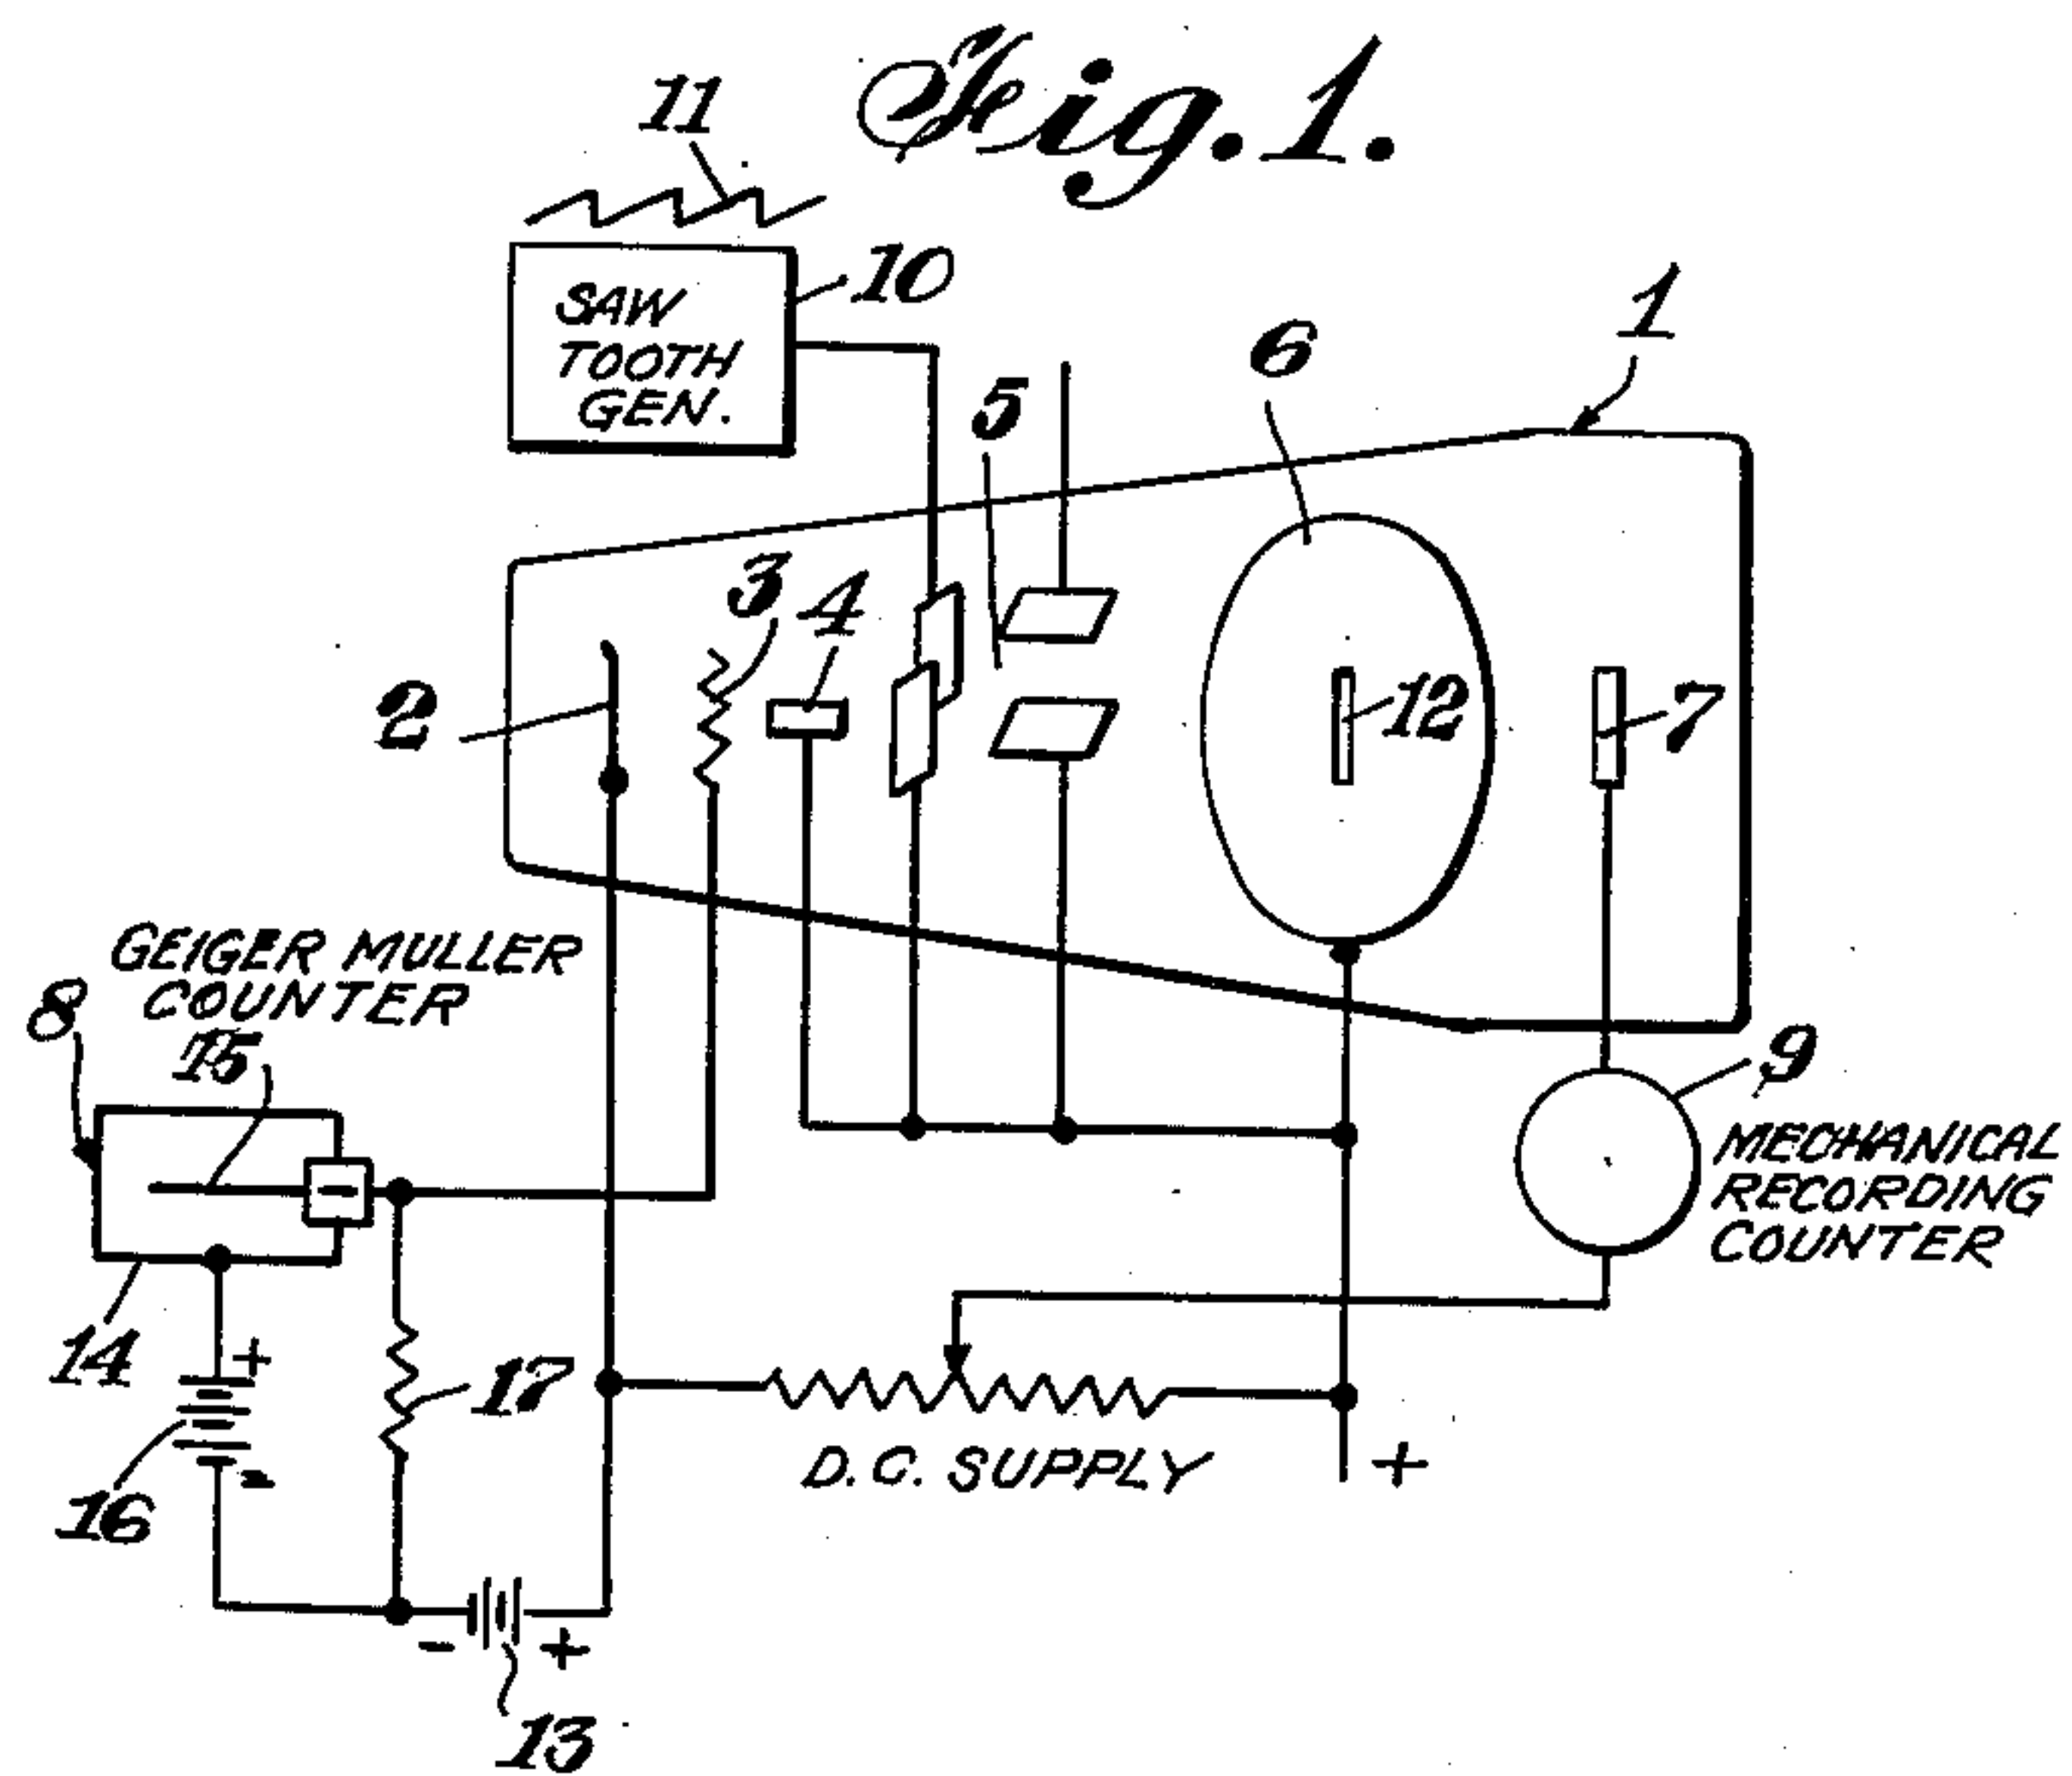 Fig. 1.
11
10
SAW
TOOTH
GEN.
1
6
5
3
4
2
12
7
GEIGER MULLER
COUNTER
8
15
9
MECHANICAL
RECORDING
COUNTER
14
+
17
D.C. SUPPLY
+
16
-
-
+
13